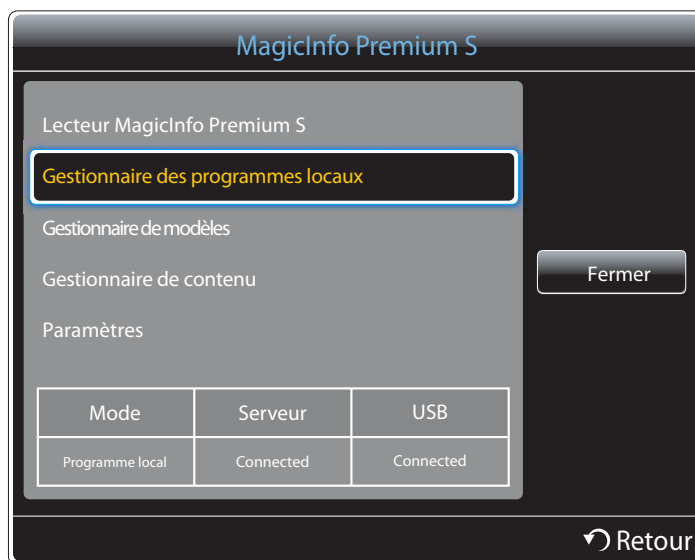 MagicInfo Premium S
Lecteur MagicInfo Premium S
Gestionnaire des programmes locaux
Gestionnaire de modèles
Gestionnaire de contenu
Paramètres
Fermer
Mode Serveur USB
Programme local Connected Connected
Retour